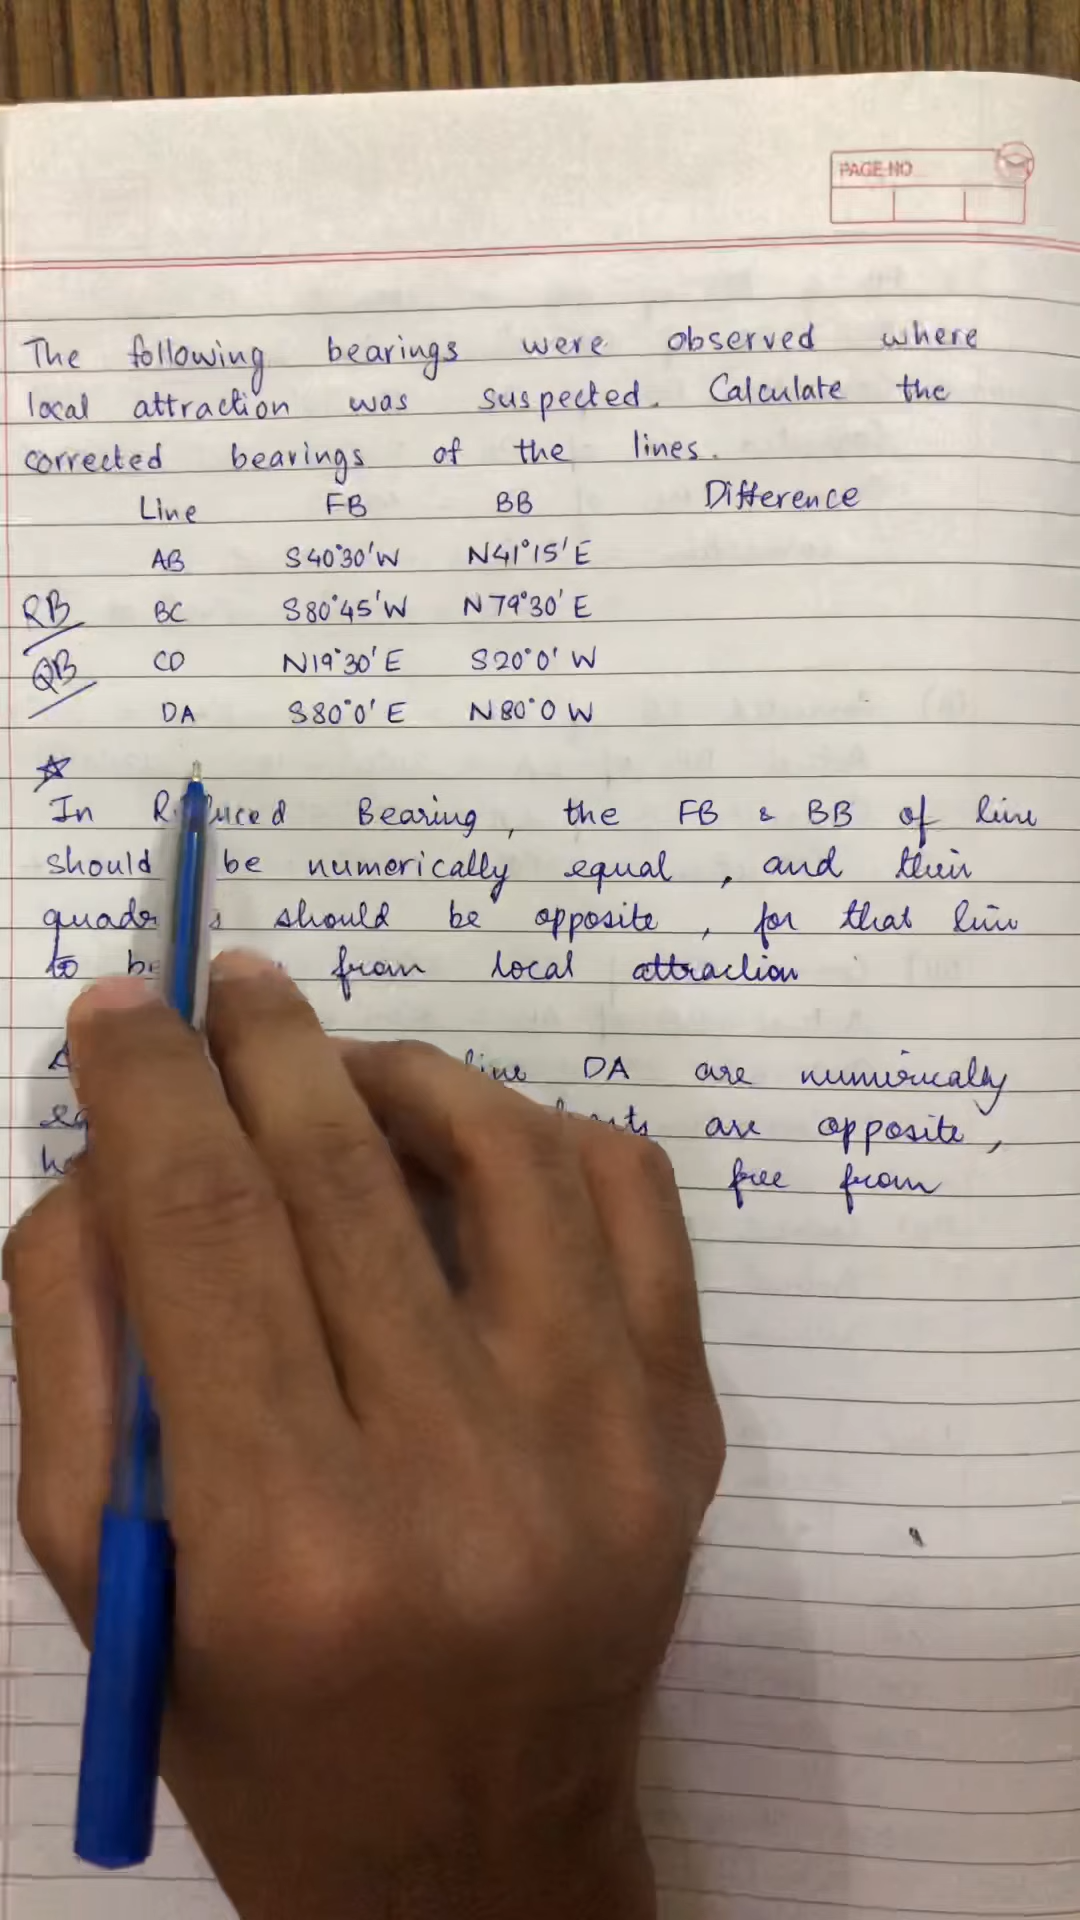 PAGE NO
The following bearings were observed where
local attraction was suspected. Calculate the
corrected bearings of the lines.
Line FB BB Difference
AB S40°30'W N41°15'E
RB BC S80°45'W N79°30'E
QB CD N19°30'E S20°0'W
DA S80°0'E N80°0 W
In Reduced Bearing, the FB & BB of line
should be numerically equal, and their
should be opposite, for that line
to be from local attraction
line DA are numerically
are opposite,
free from